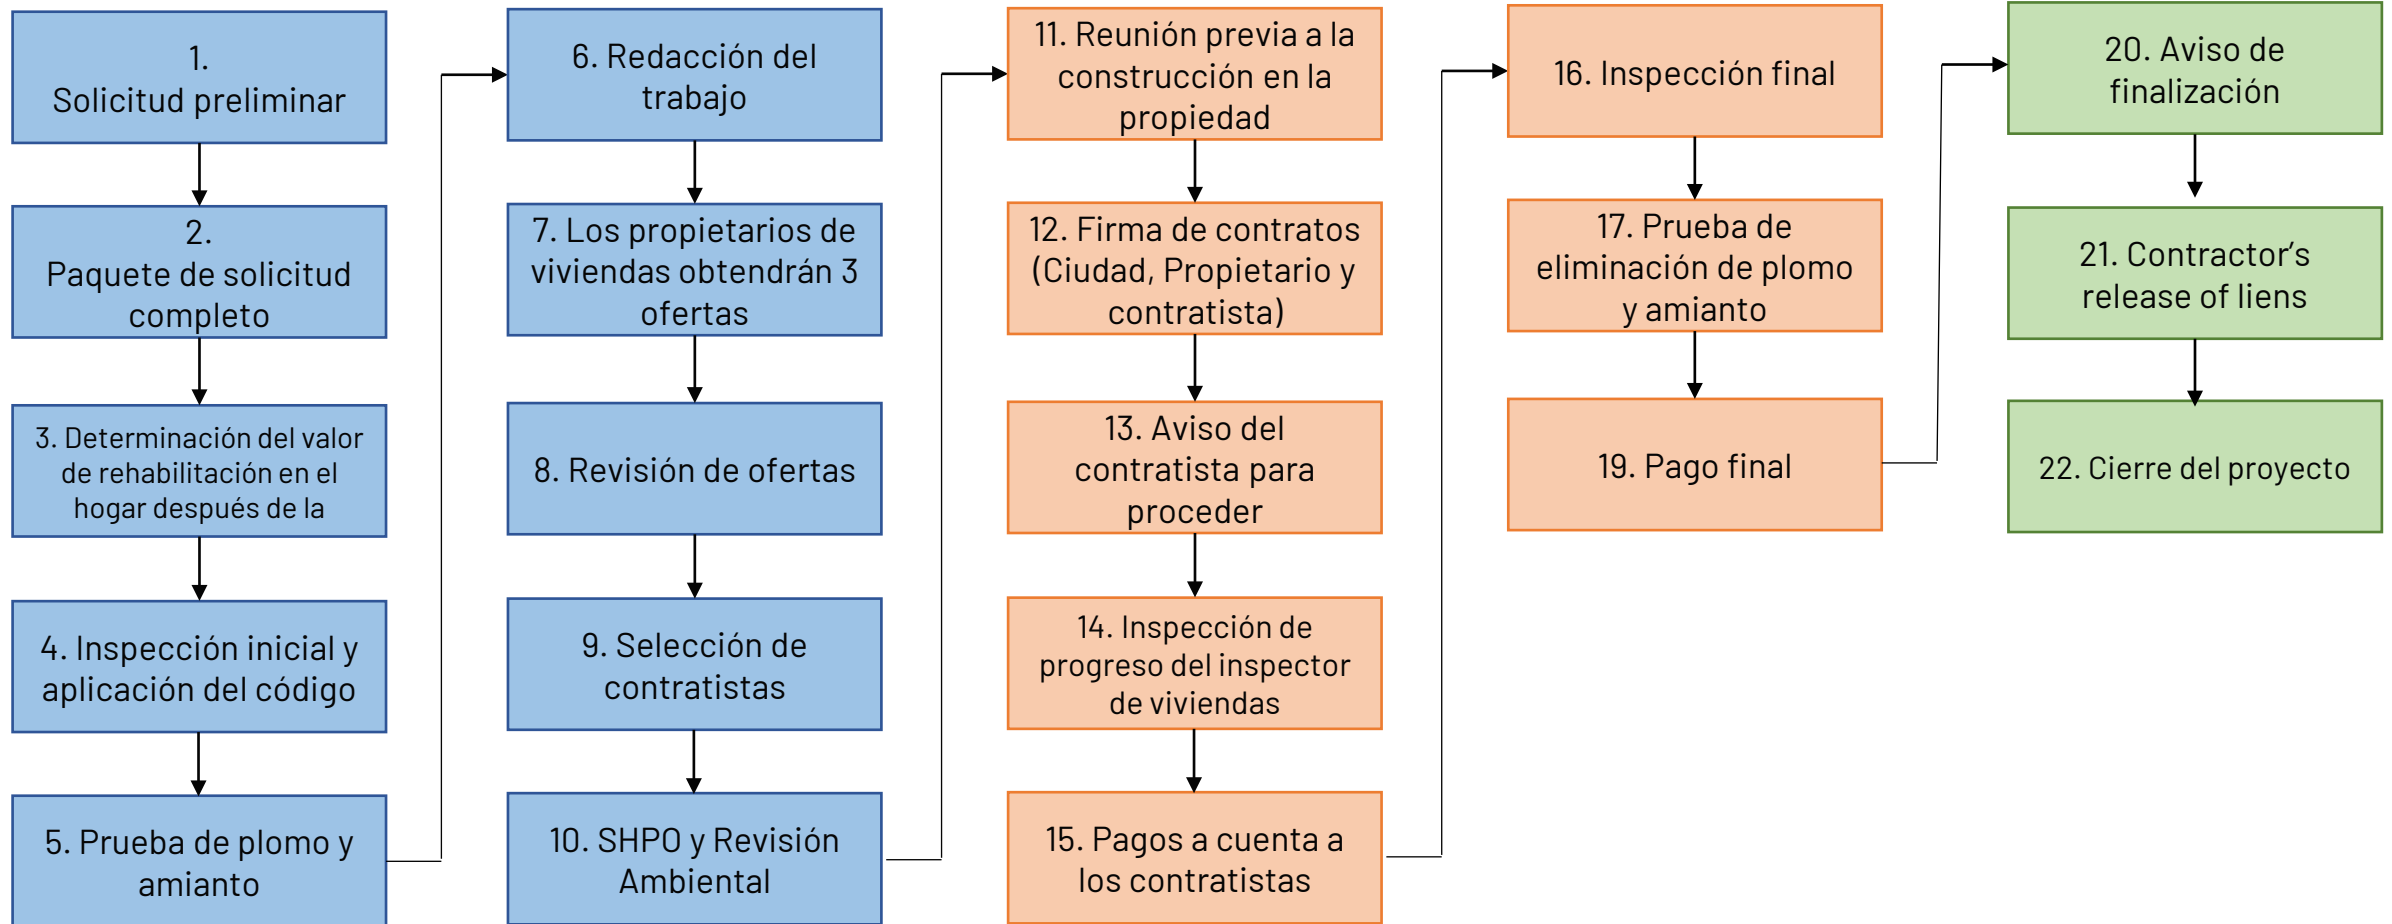 1.
Solicitud preliminar
2.
Paquete de solicitud
completo
3. Determinación del valor
de rehabilitación en el
hogar después de la
4. Inspección inicial y
aplicación del código
5. Prueba de plomo y
amianto
6. Redacción del
trabajo
7. Los propietarios de
viviendas obtendrán 3
ofertas
8. Revisión de ofertas
9. Selección de
contratistas
10. SHPO y Revisión
Ambiental
11. Reunión previa a la
construcción en la
propiedad
12. Firma de contratos
(Ciudad, Propietario y
contratista)
13. Aviso del
contratista para
proceder
14. Inspección de
progreso del inspector
de viviendas
15. Pagos a cuenta a
los contratistas
16. Inspección final
17. Prueba de
eliminación de plomo
y amianto
19. Pago final
20. Aviso de
finalización
21. Contractor’s
release of liens
22. Cierre del proyecto